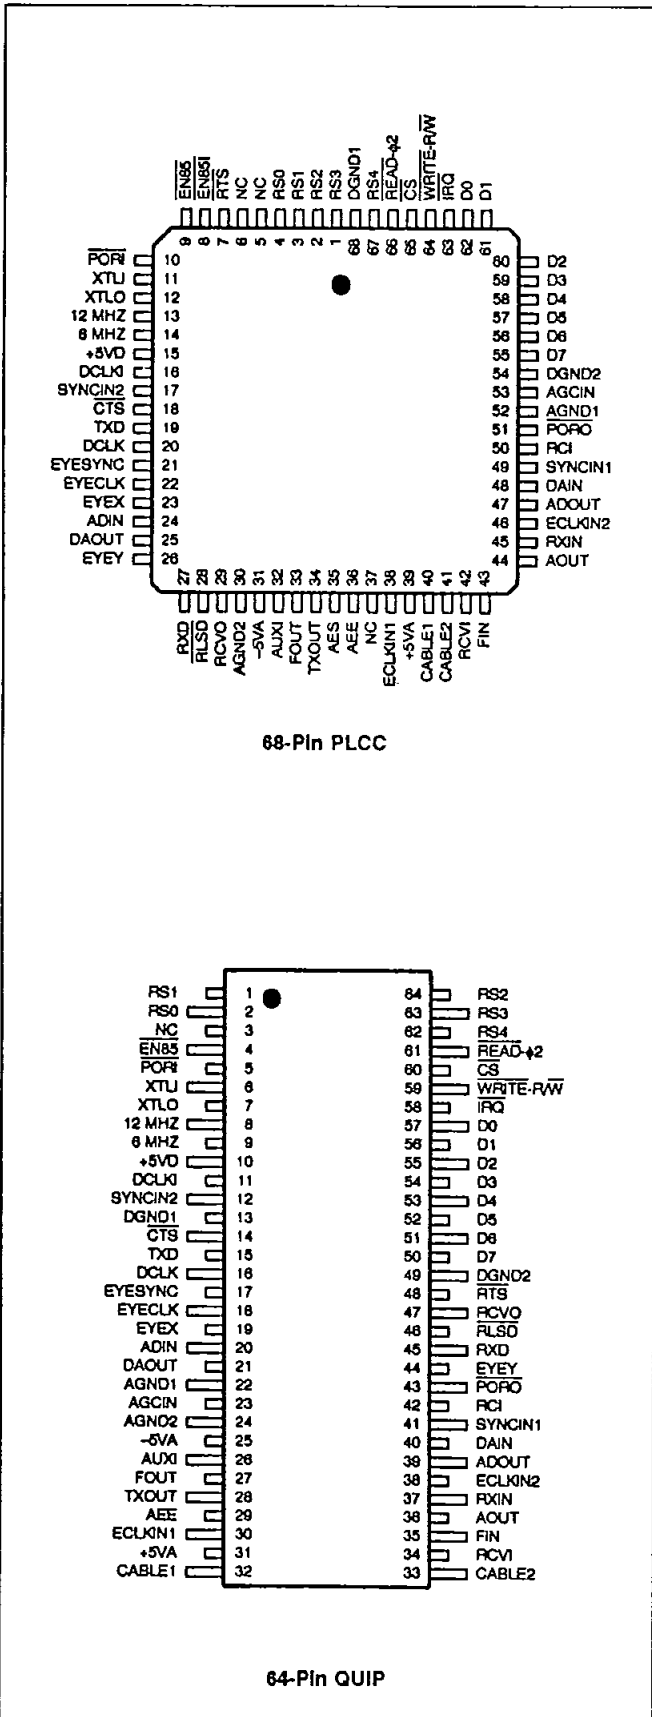 EN85
EN85I
RTS
NC
NC
RS0
RS1
RS2
RS3
DGND1
RS4
READ-ϕ2
CS
WRITE-R/W
IRQ
D0
D1
9 8 7 6 5 4 3 2 1 68 67 66 65 64 63 62 61
PORI 10
XTLI 11
XTLO 12
12 MHZ 13
6 MHZ 14
+5VD 15
DCLKI 16
SYNCIN2 17
CTS 18
TXD 19
DCLK 20
EYESYNC 21
EYECLK 22
EYEX 23
ADIN 24
DAOUT 25
EYEY 26
60 D2
59 D3
58 D4
57 D5
56 D6
55 D7
54 DGND2
53 AGCIN
52 AGND1
51 PORO
50 RCI
49 SYNCIN1
48 DAIN
47 ADOUT
46 ECLKIN2
45 RXIN
44 AOUT
27 28 29 30 31 32 33 34 35 36 37 38 39 40 41 42 43
RXD
RLSD
RCVO
AGND2
-5VA
AUXI
FOUT
TXOUT
AES
AEE
NC
ECLKIN1
+5VA
CABLE1
CABLE2
RCVI
FIN
68-Pin PLCC
RS1 1 64 RS2
RS0 2 63 RS3
NC 3 62 RS4
EN85 4 61 READ-ϕ2
PORI 5 60 CS
XTLI 6 59 WRITE-R/W
XTLO 7 58 IRQ
12 MHZ 8 57 D0
6 MHZ 9 56 D1
+5VD 10 55 D2
DCLKI 11 54 D3
SYNCIN2 12 53 D4
DGND1 13 52 D5
CTS 14 51 D6
TXD 15 50 D7
DCLK 16 49 DGND2
EYESYNC 17 48 RTS
EYECLK 18 47 RCVO
EYEX 19 46 RLSD
ADIN 20 45 RXD
DAOUT 21 44 EYEY
AGND1 22 43 PORO
AGCIN 23 42 RCI
AGND2 24 41 SYNCIN1
-5VA 25 40 DAIN
AUXI 26 39 ADOUT
FOUT 27 38 ECLKIN2
TXOUT 28 37 RXIN
AEE 29 36 AOUT
ECLKIN1 30 35 FIN
+5VA 31 34 RCVI
CABLE1 32 33 CABLE2
64-Pin QUIP